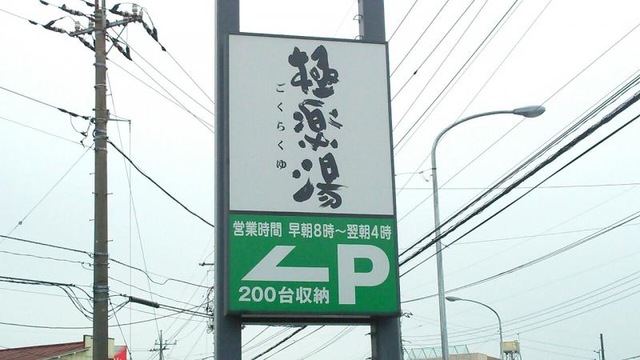 極楽湯
ごくらくゆ
営業時間 早朝8時～翌朝4時
P
200台収納